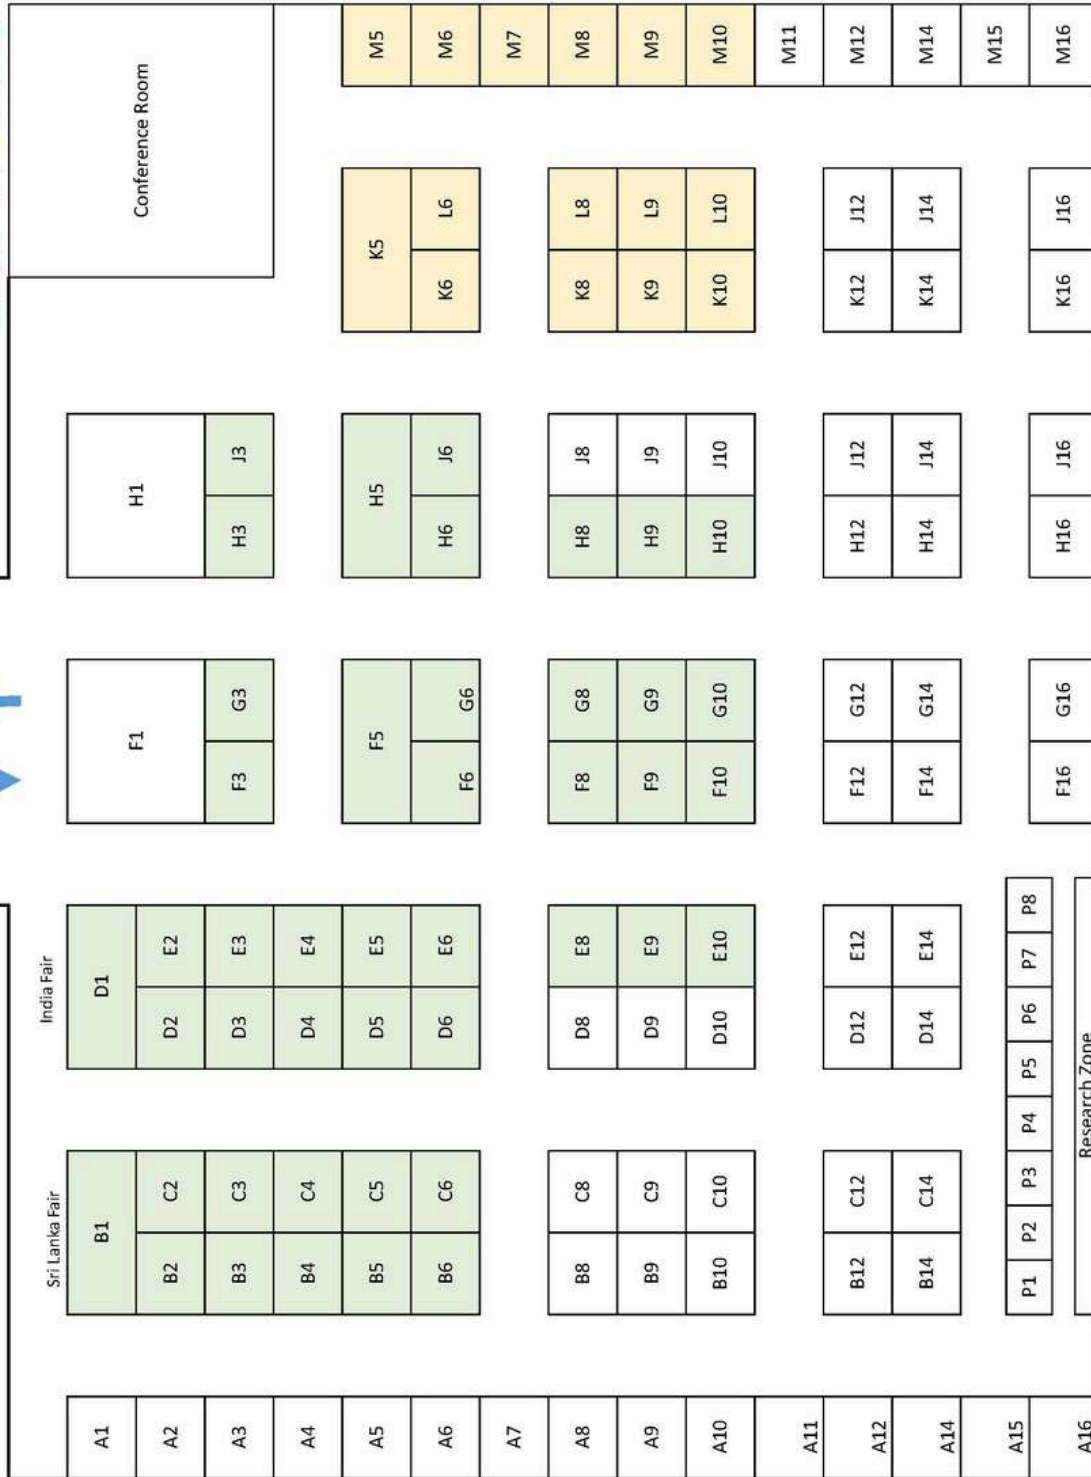 Sri Lanka Fair India Fair
A1 B1 D1
F1 H1 Conference Room
A2 B2 C2 D2 E2
A3 B3 C3 D3 E3 F3 G3 H3 J3
A4 B4 C4 D4 E4
A5 B5 C5 D5 E5 F5 H5 K5 M5
A6 B6 C6 D6 E6 F6 G6 H6 J6 K6 L6 M6
A7 M7
A8 B8 C8 D8 E8 F8 G8 H8 J8 K8 L8 M8
A9 B9 C9 D9 E9 F9 G9 H9 J9 K9 L9 M9
A10 B10 C10 D10 E10 F10 G10 H10 J10 K10 L10 M10
A11 M11
A12 B12 C12 D12 E12 F12 G12 H12 J12 K12 J12 M12
A14 B14 C14 D14 E14 F14 G14 H14 J14 K14 J14 M14
A15 P1 P2 P3 P4 P5 P6 P7 P8 M15
A16 Research Zone F16 G16 H16 J16 K16 J16 M16